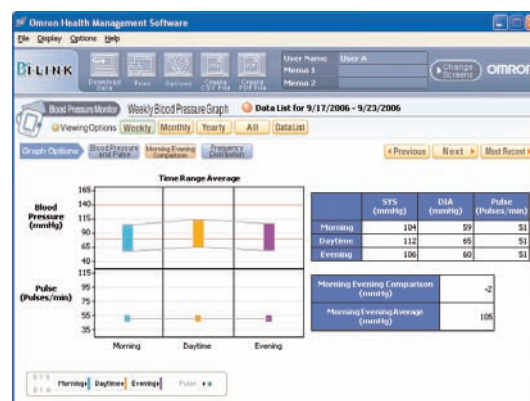 Omron Health Management Software
File Display Options Help
BI-LINK
Download Data
Print
Options
Create CSV File
Create PDF File
User Name User A
Memo 1
Memo 2
Change Screens
OMRON
Blood Pressure Monitor Weekly Blood Pressure Graph Data List for 9/17/2006 - 9/23/2006
Viewing Options Weekly Monthly Yearly All Data List
Graph Options Blood Pressure and Pulse Morning/Evening Comparison Frequency Distribution Previous Next Most Recent
Time Range Average
Blood Pressure (mmHg)
165
140
115
90
65
40
Pulse (Pulses/min)
115
95
75
55
35
Morning Daytime Evening
SYS (mmHg) DIA (mmHg) Pulse (Pulses/min)
Morning 104 59 51
Daytime 112 65 51
Evening 106 60 51
Morning Evening Comparison (mmHg) -2
Morning Evening Average (mmHg) 105
SYS
DIA
Morning Daytime Evening Pulse